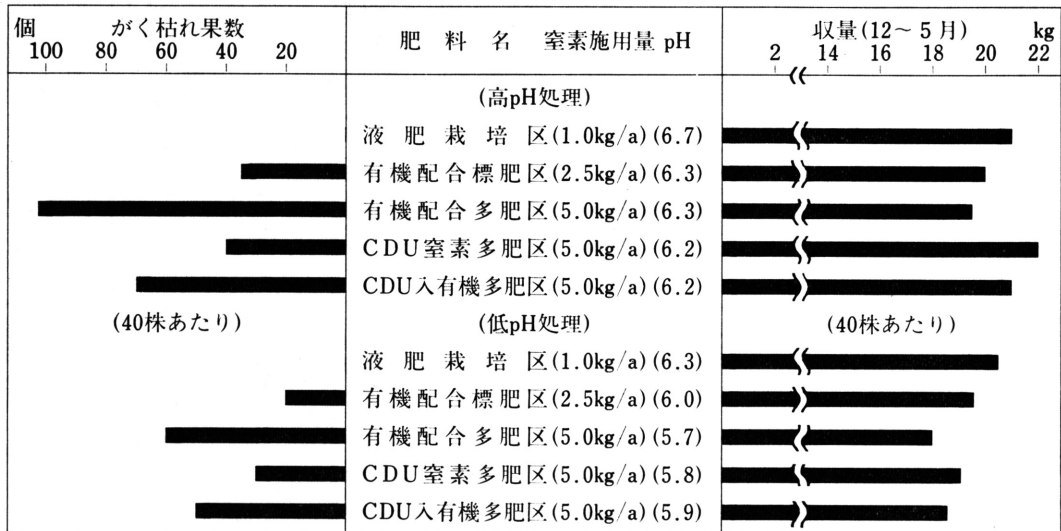 個 がく枯れ果数 肥料名 窒素施用量 pH 収量(12～5月) kg
100 80 60 40 20 2 14 16 18 20 22
(高pH処理)
液肥栽培区(1.0kg/a)(6.7)
有機配合標肥区(2.5kg/a)(6.3)
有機配合多肥区(5.0kg/a)(6.3)
CDU窒素多肥区(5.0kg/a)(6.2)
CDU入有機多肥区(5.0kg/a)(6.2)
(40株あたり) (低pH処理) (40株あたり)
液肥栽培区(1.0kg/a)(6.3)
有機配合標肥区(2.5kg/a)(6.0)
有機配合多肥区(5.0kg/a)(5.7)
CDU窒素多肥区(5.0kg/a)(5.8)
CDU入有機多肥区(5.0kg/a)(5.9)